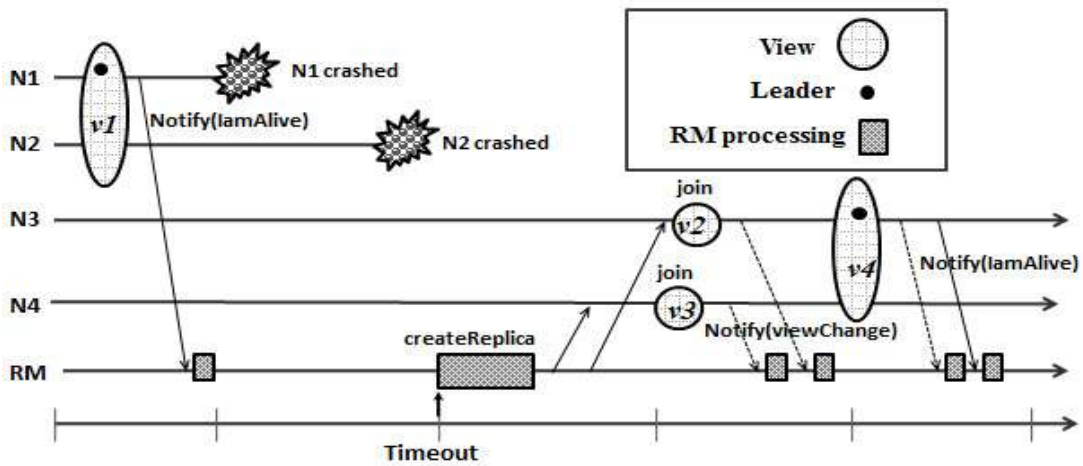 View
Leader
RM processing
N1
N1 crashed
Notify(IamAlive)
v1
N2
N2 crashed
join
N3
v2
v4
Notify(IamAlive)
join
N4
v3
Notify(viewChange)
createReplica
RM
Timeout